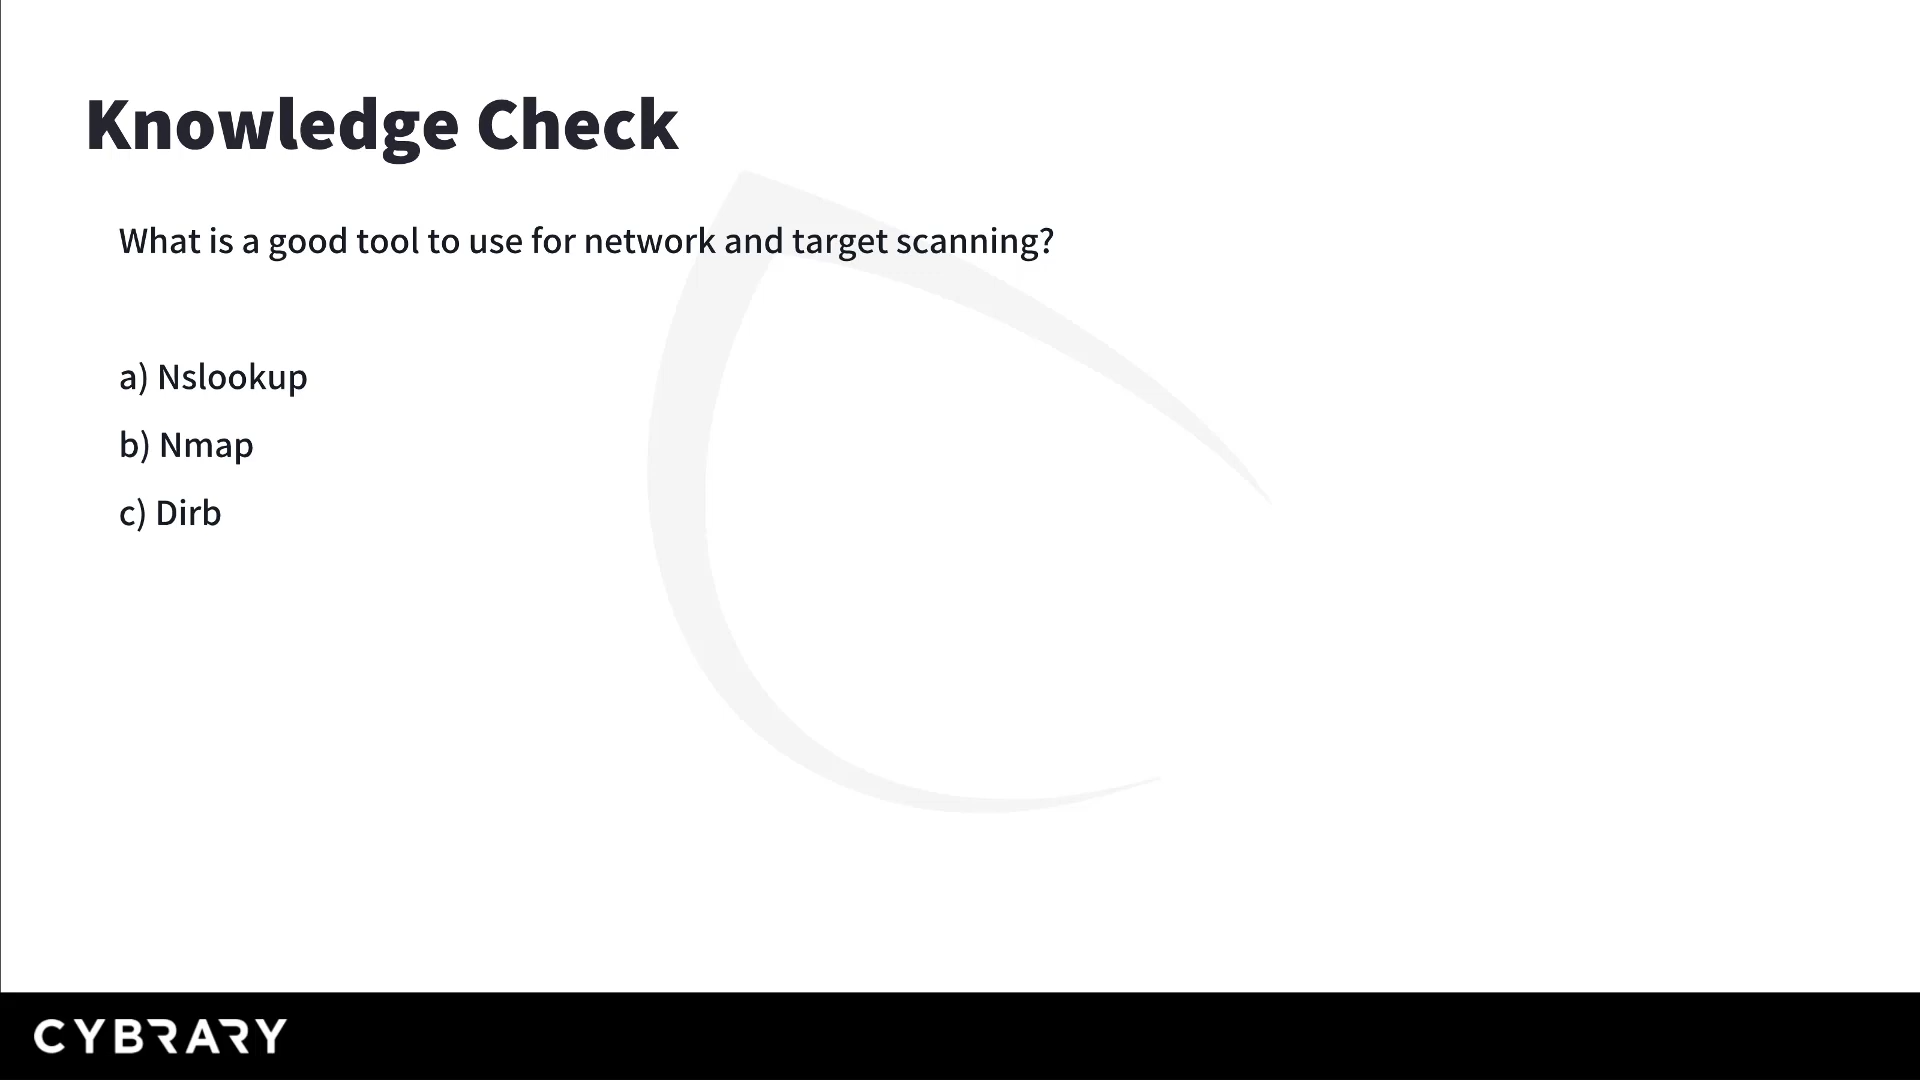 Knowledge Check
What is a good tool to use for network and target scanning?
a) Nslookup
b) Nmap
c) Dirb
CYBRARY